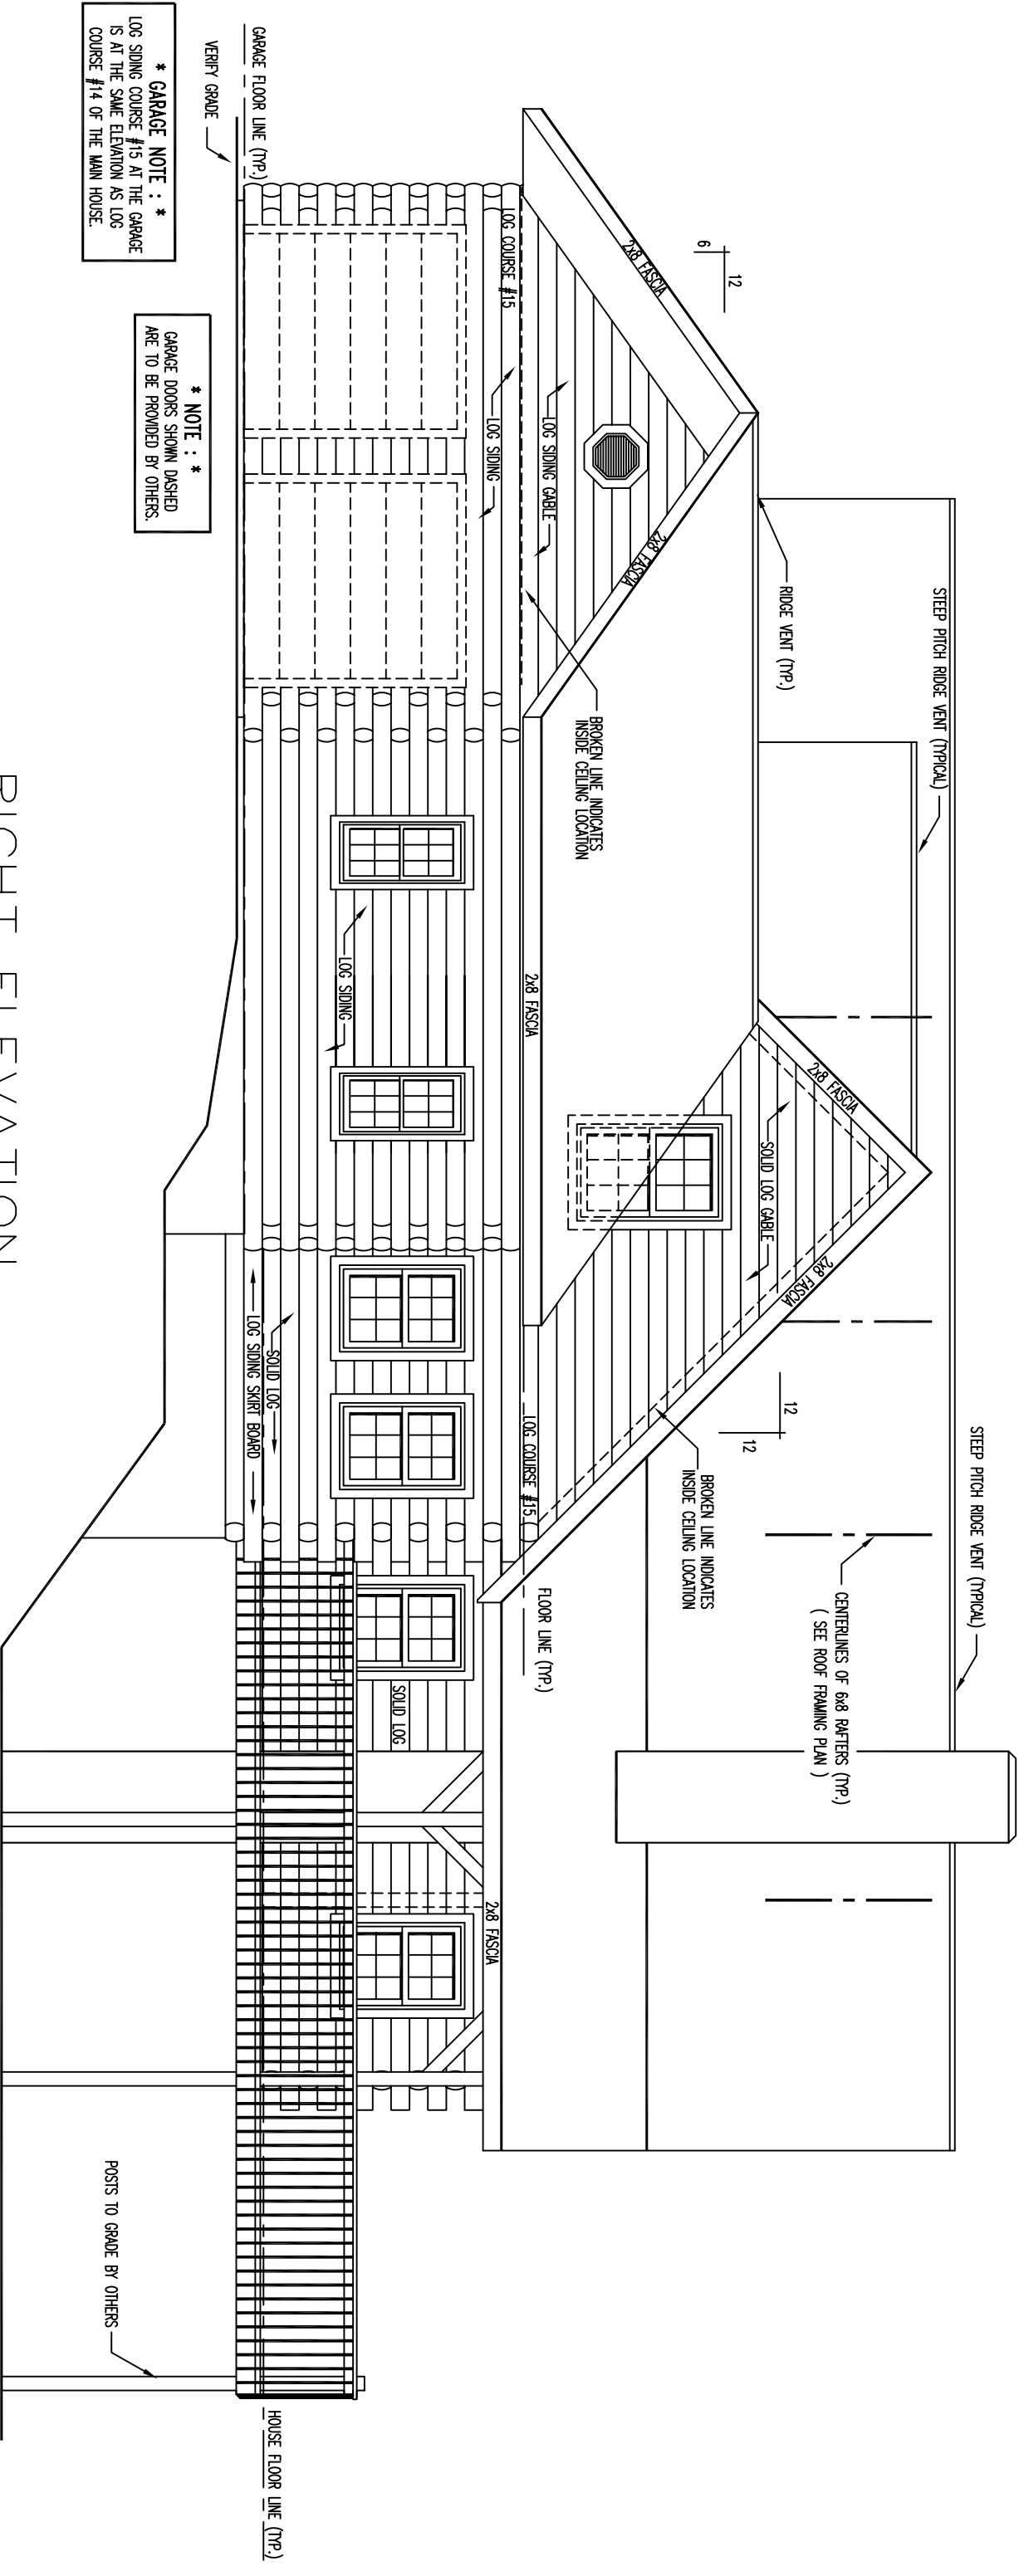 STEEP PITCH RIDGE VENT (TYPICAL)
STEEP PITCH RIDGE VENT (TYPICAL)
12
6
2x8 FASCIA
RIDGE VENT (TYP.)
2x8 FASCIA
2x8 FASCIA
SOLID LOG GABLE
2x8 FASCIA
12
12
CENTERLINES OF 6x8 RAFTERS (TYP.)
( SEE ROOF FRAMING PLAN )
BROKEN LINE INDICATES
INSIDE CEILING LOCATION
BROKEN LINE INDICATES
INSIDE CEILING LOCATION
LOG SIDING GABLE
LOG COURSE #15
LOG SIDING
2x8 FASCIA
LOG COURSE #15
FLOOR LINE (TYP.)
2x8 FASCIA
SOLID LOG
LOG SIDING
SOLID LOG
LOG SIDING SKIRT BOARD
GARAGE FLOOR LINE (TYP.)
HOUSE FLOOR LINE (TYP.)
VERIFY GRADE
* GARAGE NOTE : *
LOG SIDING COURSE #15 AT THE GARAGE
IS AT THE SAME ELEVATION AS LOG
COURSE #14 OF THE MAIN HOUSE.
* NOTE : *
GARAGE DOORS SHOWN DASHED
ARE TO BE PROVIDED BY OTHERS.
POSTS TO GRADE BY OTHERS
RIGHT ELEVATION